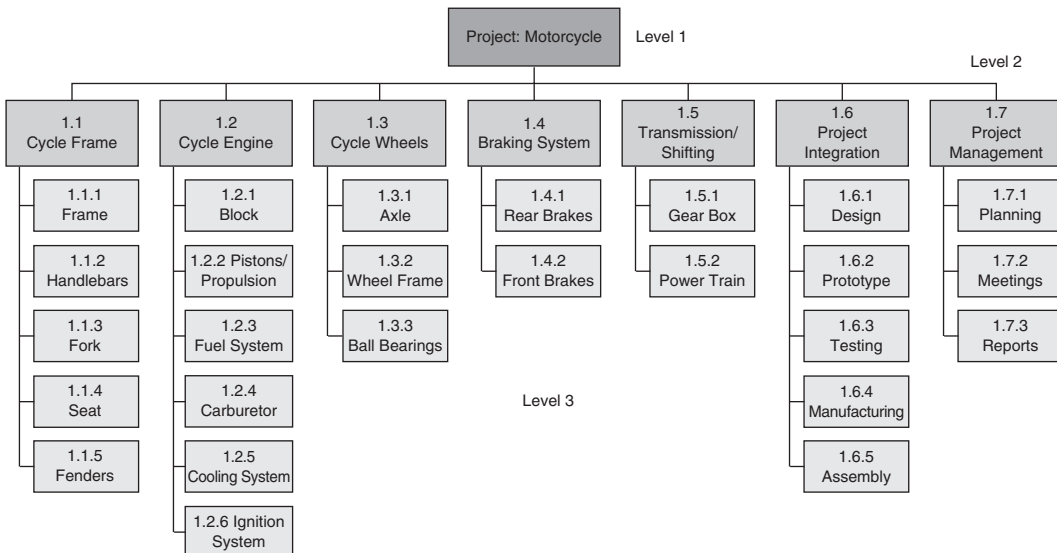 Project: Motorcycle
Level 1
Level 2
1.1
Cycle Frame
1.1.1
Frame
1.1.2
Handlebars
1.1.3
Fork
1.1.4
Seat
1.1.5
Fenders
1.2
Cycle Engine
1.2.1
Block
1.2.2 Pistons/
Propulsion
1.2.3
Fuel System
1.2.4
Carburetor
1.2.5
Cooling System
1.2.6 Ignition
System
1.3
Cycle Wheels
1.3.1
Axle
1.3.2
Wheel Frame
1.3.3
Ball Bearings
1.4
Braking System
1.4.1
Rear Brakes
1.4.2
Front Brakes
1.5
Transmission/
Shifting
1.5.1
Gear Box
1.5.2
Power Train
1.6
Project
Integration
1.6.1
Design
1.6.2
Prototype
1.6.3
Testing
1.6.4
Manufacturing
1.6.5
Assembly
1.7
Project
Management
1.7.1
Planning
1.7.2
Meetings
1.7.3
Reports
Level 3